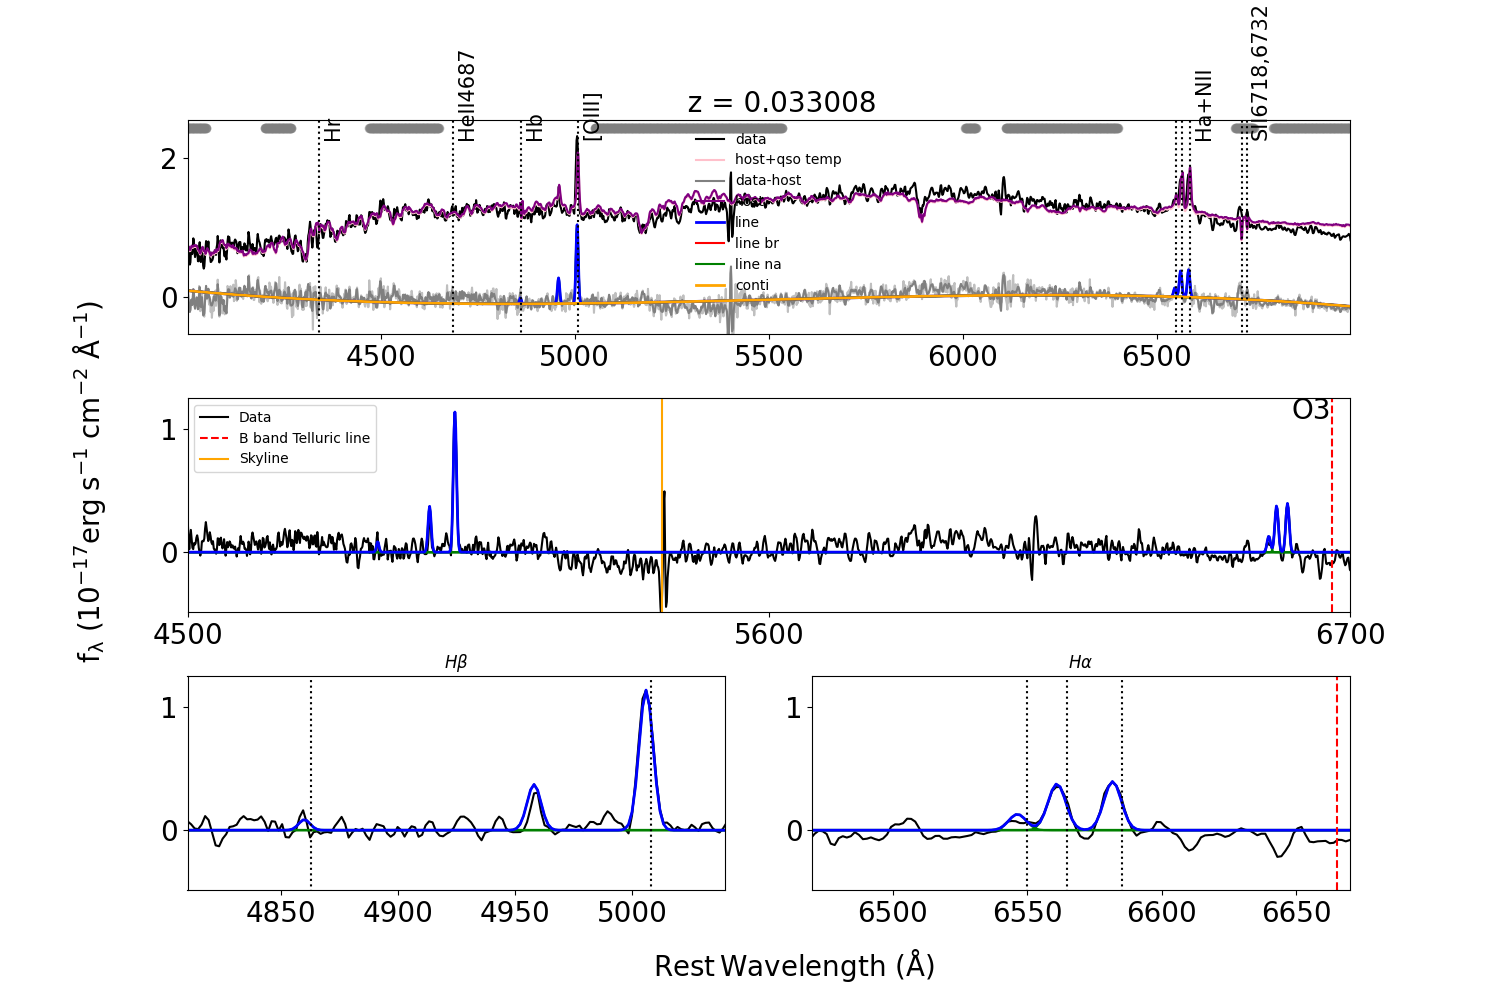 Hr
HeII4687
Hb
[OIII]
Ha+NII
SII6718,6732
z = 0.033008
data
host+qso temp
data-host
line
line br
line na
conti
2
0
4500 5000 5500 6000 6500
Data
B band Telluric line
Skyline
O3
1
0
4500 5600 6700
Hβ
Hα
1
0
4850 4900 4950 5000
1
0
6500 6550 6600 6650
fλ (10⁻¹⁷erg s⁻¹ cm⁻² Å⁻¹)
Rest Wavelength (Å)